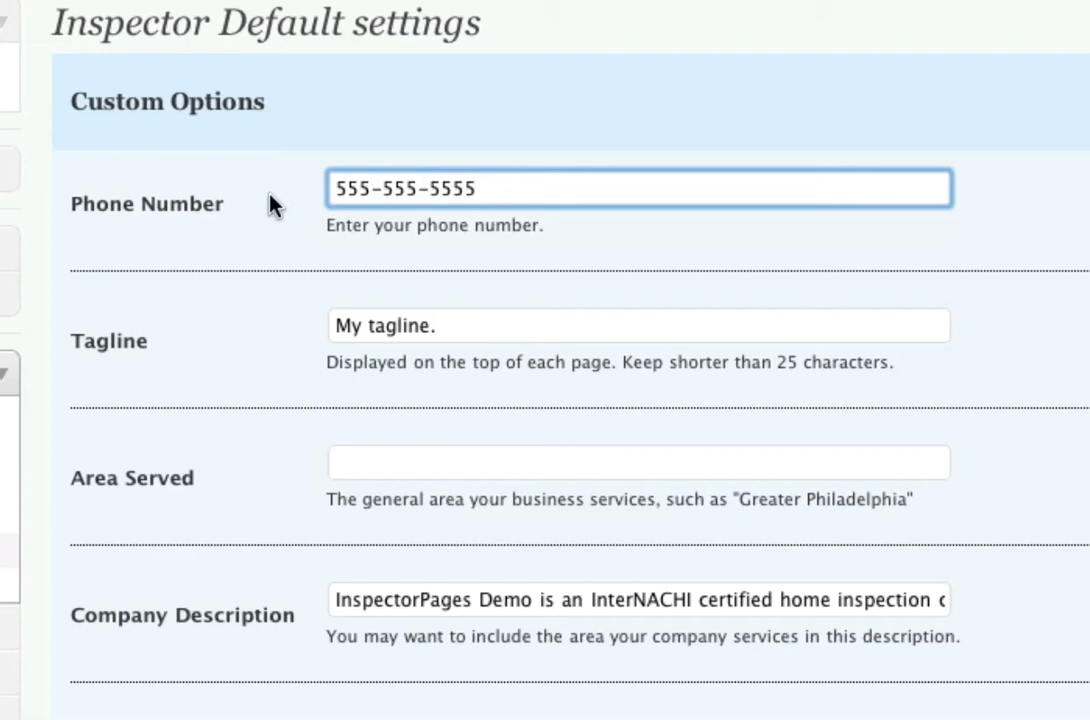 Inspector Default settings
Custom Options
Phone Number
555-555-5555
Enter your phone number.
Tagline
My tagline.
Displayed on the top of each page. Keep shorter than 25 characters.
Area Served
The general area your business services, such as "Greater Philadelphia"
Company Description
InspectorPages Demo is an InterNACHI certified home inspection
You may want to include the area your company services in this description.